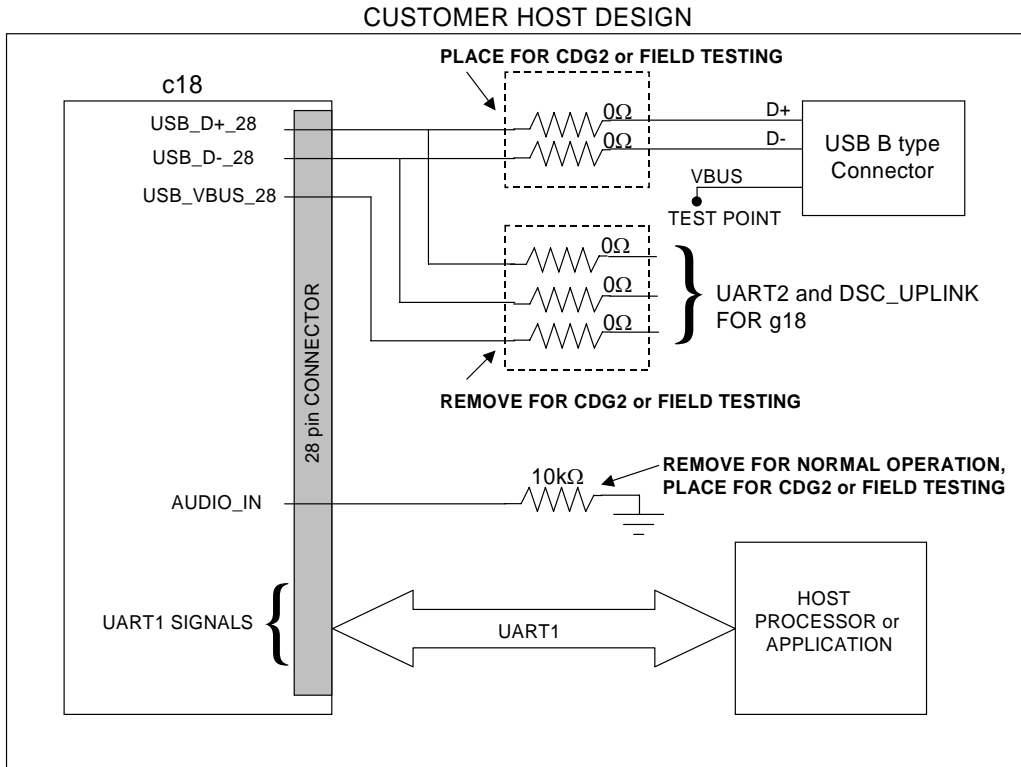 CUSTOMER HOST DESIGN
PLACE FOR CDG2 or FIELD TESTING
c18
USB_D+_28
0Ω
D+
USB_D-_28
0Ω
D-
USB B type
Connector
USB_VBUS_28
VBUS
TEST POINT
0Ω
0Ω
0Ω
UART2 and DSC_UPLINK
FOR g18
28 pin CONNECTOR
REMOVE FOR CDG2 or FIELD TESTING
AUDIO_IN
10kΩ
REMOVE FOR NORMAL OPERATION,
PLACE FOR CDG2 or FIELD TESTING
UART1 SIGNALS
UART1
HOST
PROCESSOR or
APPLICATION